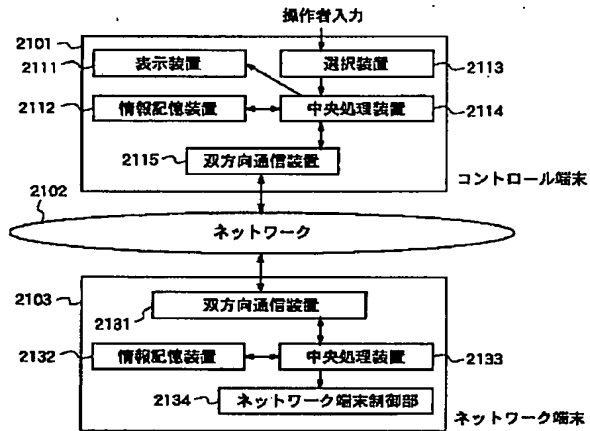 操作者入力
2101
2111 表示装置 選択装置 2113
2112 情報記憶装置 中央処理装置 2114
2115 双方向通信装置
コントロール端末
2102
ネットワーク
2103
双方向通信装置
2131
2132 情報記憶装置 中央処理装置 2133
2134 ネットワーク端末制御部
ネットワーク端末